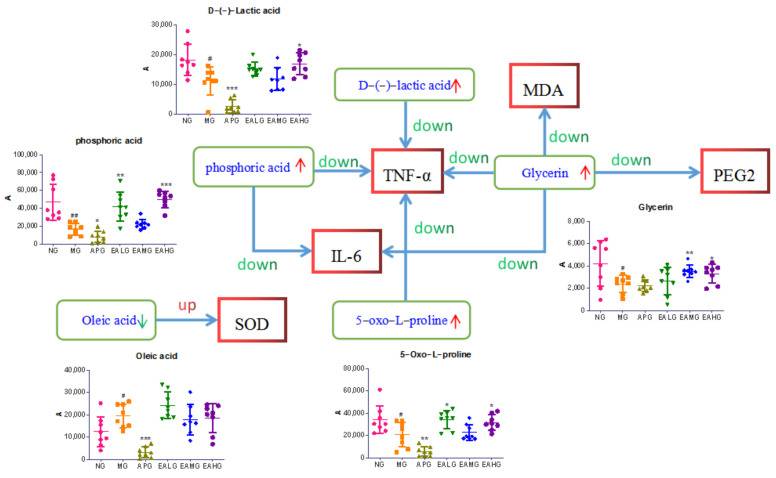 D-(-)-Lactic acid
30,000
20,000
10,000
0
A
#
***
*
NG MG APG EALG EAMG EAHG
D-(-)-lactic acid↑
MDA
down
down
phosphoric acid
100,000
80,000
60,000
40,000
20,000
0
A
##
*
**
***
NG MG APG EALG EAMG EAHG
phosphoric acid ↑
down
TNF-α
down
Glycerin ↑
down
PEG2
down
IL-6
down
down
Glycerin
8,000
6,000
4,000
2,000
0
A
#
**
*
NG MG APG EALG EAMG EAHG
Oleic acid↓
up
SOD
5-oxo-L-proline↑
Oleic acid
40,000
30,000
20,000
10,000
0
A
#
***
NG MG APG EALG EAMG EAHG
5-Oxo-L-proline
80,000
60,000
40,000
20,000
0
A
#
**
*
*
NG MG APG EALG EAMG EAHG